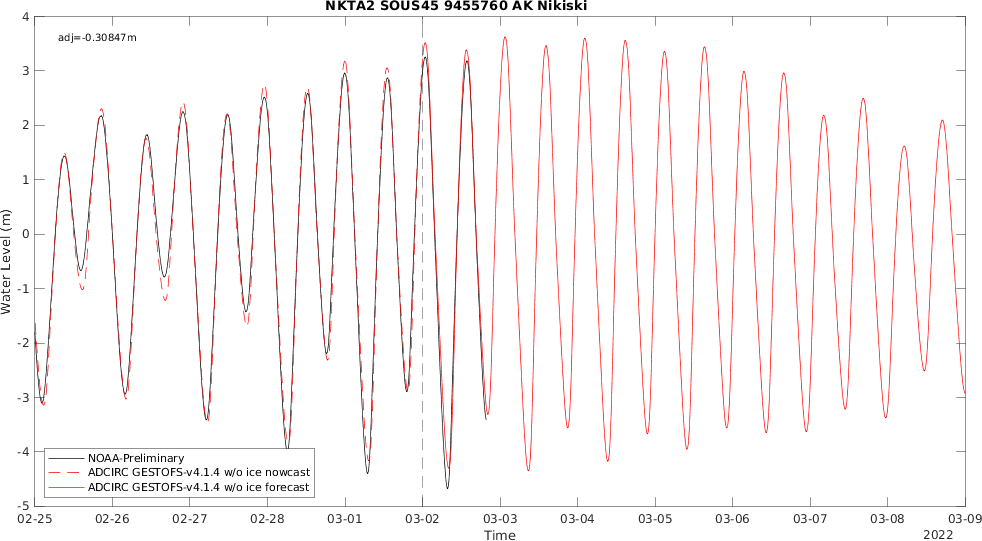 NKTA2 SOUS45 9455760 AK Nikiski
adj=-0.30847m
4
3
2
1
0
-1
-2
-3
-4
-5
Water Level (m)
NOAA-Preliminary
ADCIRC GESTOFS-v4.1.4 w/o ice nowcast
ADCIRC GESTOFS-v4.1.4 w/o ice forecast
02-25 02-26 02-27 02-28 03-01 03-02 03-03 03-04 03-05 03-06 03-07 03-08 03-09
Time
2022